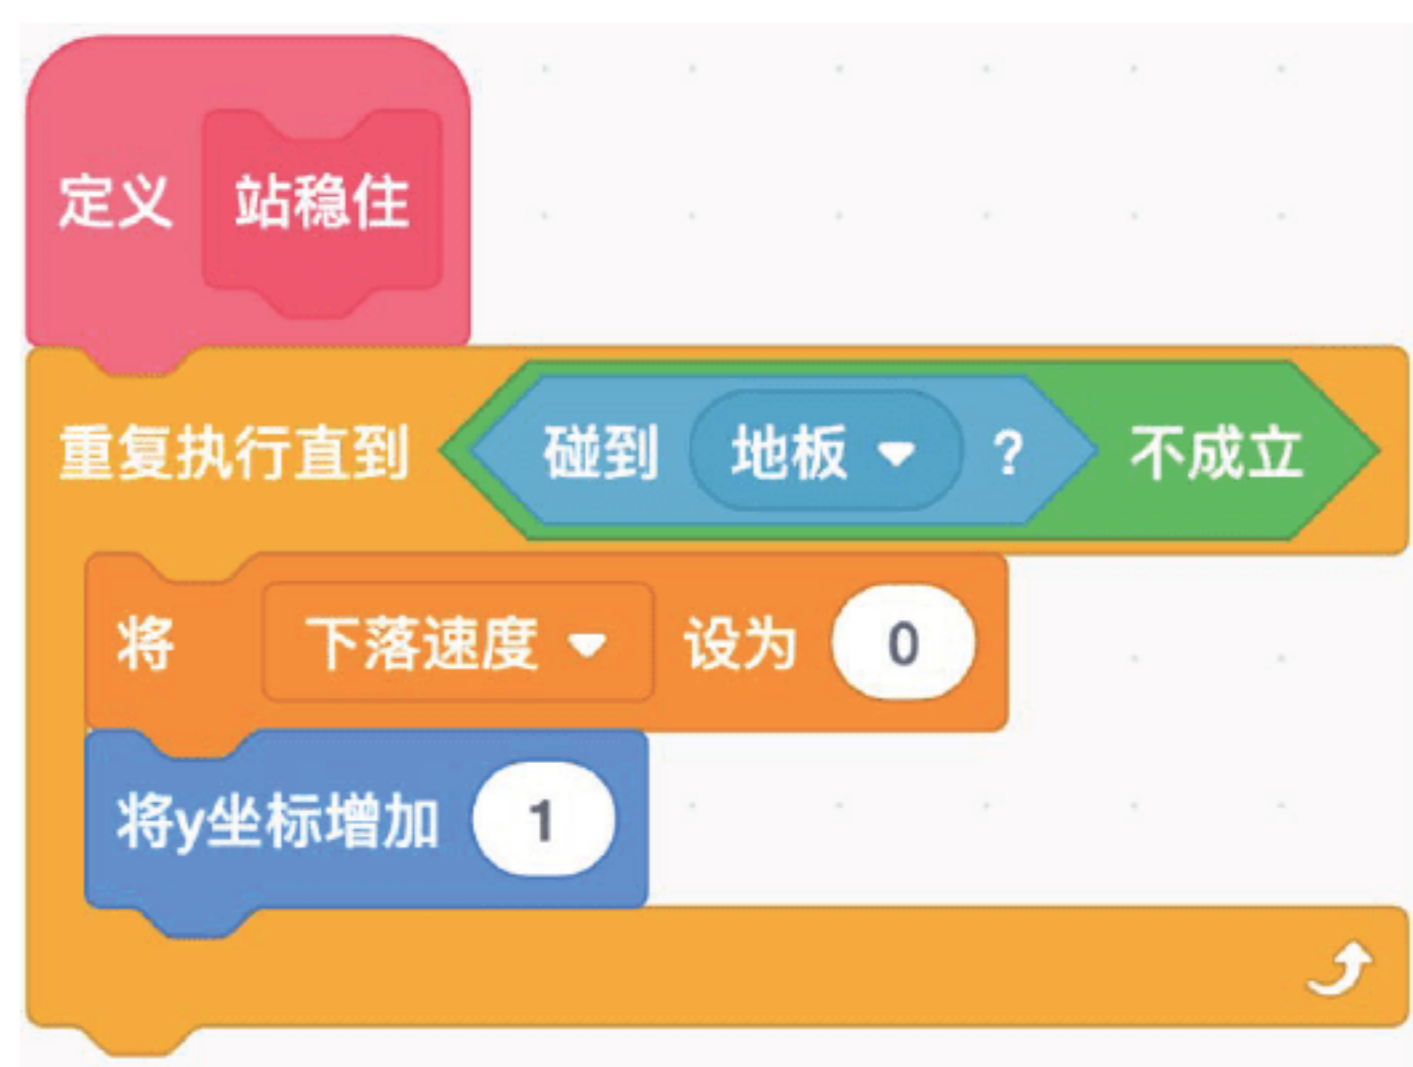 定义 站稳住
重复执行直到 碰到 地板 ? 不成立
将 下落速度 设为 0
将y坐标增加 1